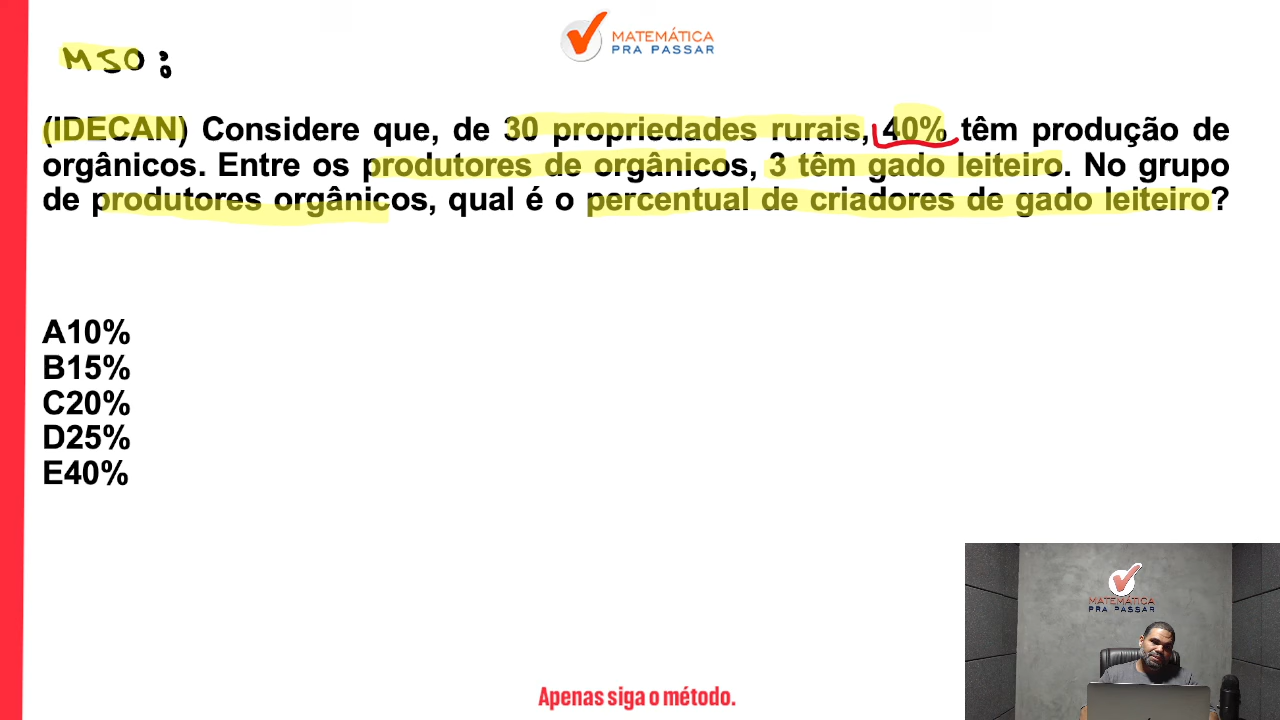 MATEMÁTICA
PRA PASSAR
MJO:
(IDECAN) Considere que, de 30 propriedades rurais, 40% têm produção de
orgânicos. Entre os produtores de orgânicos, 3 têm gado leiteiro. No grupo
de produtores orgânicos, qual é o percentual de criadores de gado leiteiro?
A10%
B15%
C20%
D25%
E40%
MATEMÁTICA
PRA PASSAR
Apenas siga o método.